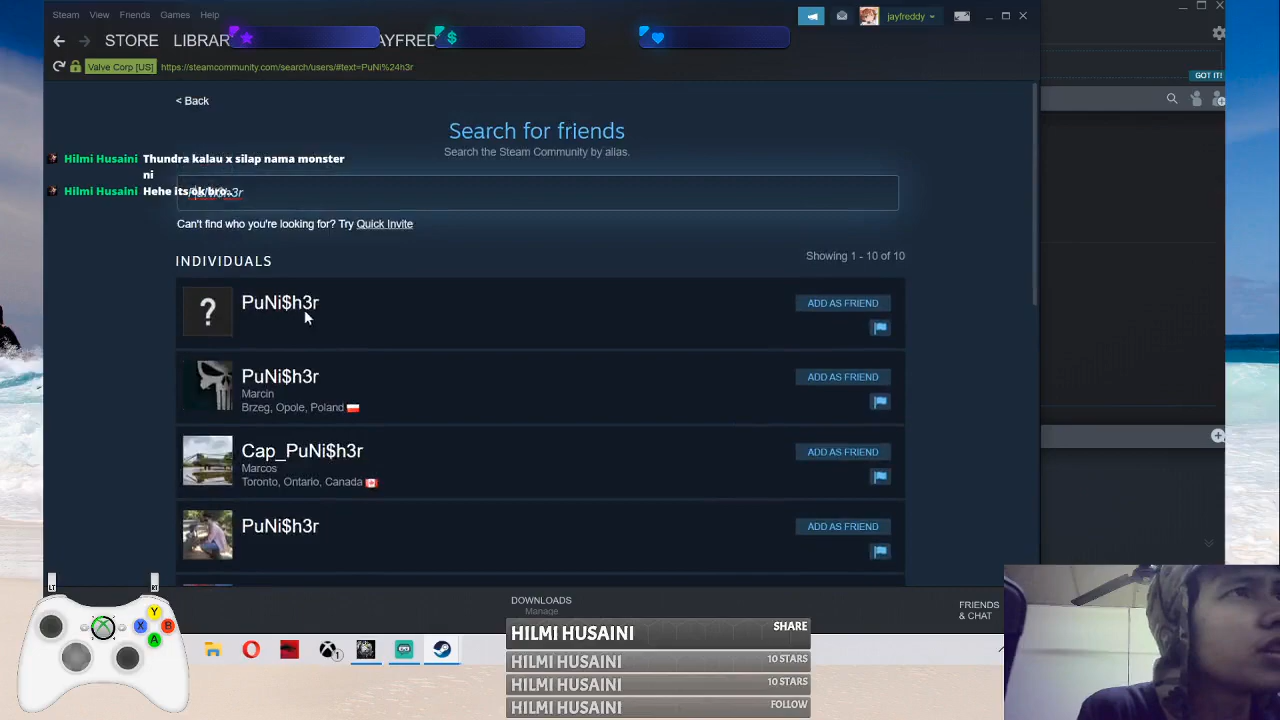 Steam View Friends Games Help
jayfreddy
STORE LIBRAR AYFRED
Valve Corp [US] https://steamcommunity.com/search/users/#text=PuNi%24h3r
GOT IT!
< Back
Search for friends
Search the Steam Community by alias.
Hilmi Husaini Thundra kalau x silap nama monster
ni
Hilmi Husaini Hehe its ok bro.
Can't find who you're looking for? Try Quick Invite
INDIVIDUALS
Showing 1 - 10 of 10
PuNi$h3r
ADD AS FRIEND
PuNi$h3r
ADD AS FRIEND
Marcin
Brzeg, Opole, Poland
Cap_PuNi$h3r
ADD AS FRIEND
Marcos
Toronto, Ontario, Canada
PuNi$h3r
ADD AS FRIEND
LT RT
Y
X B
A
DOWNLOADS
Manage
FRIENDS
& CHAT
HILMI HUSAINI SHARE
HILMI HUSAINI 10 STARS
HILMI HUSAINI 10 STARS
HILMI HUSAINI FOLLOW